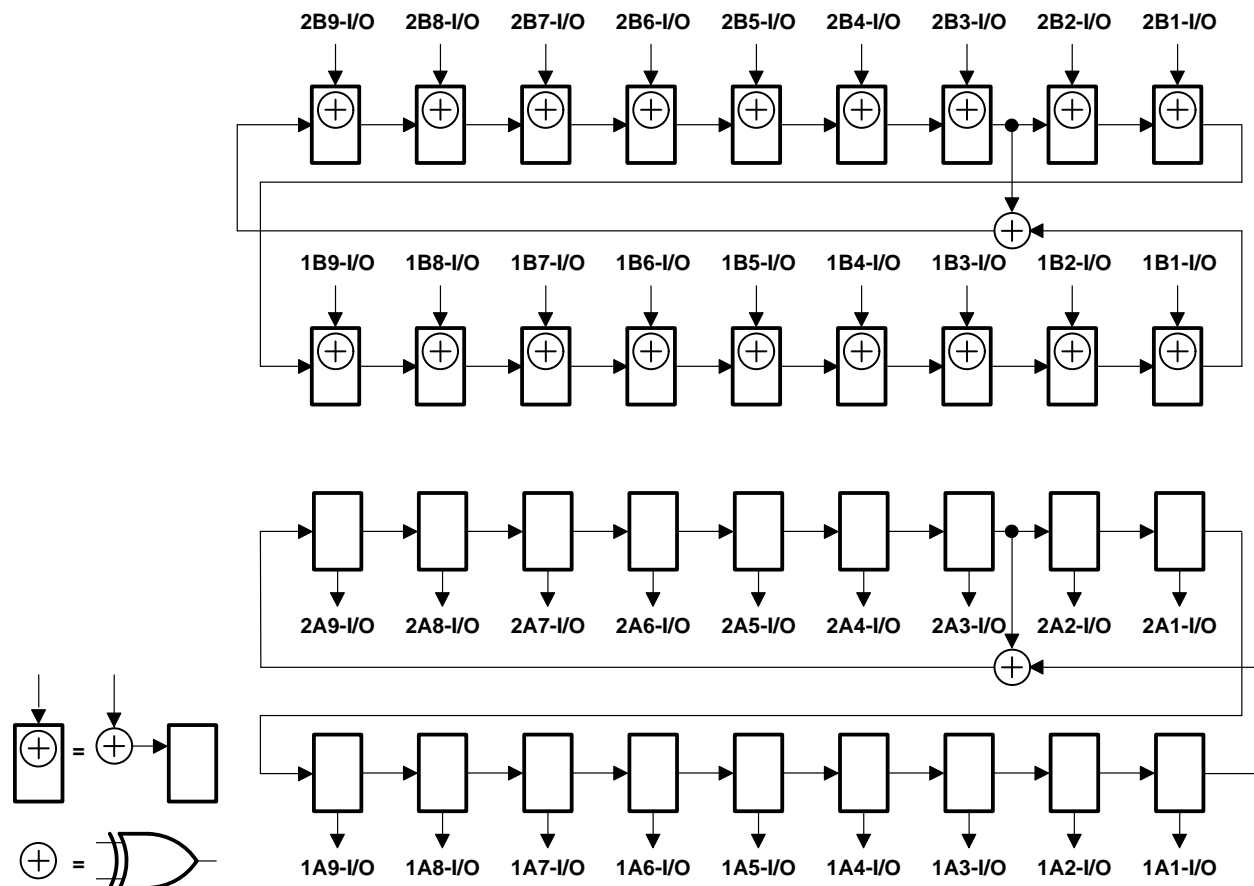 2B9-I/O 2B8-I/O 2B7-I/O 2B6-I/O 2B5-I/O 2B4-I/O 2B3-I/O 2B2-I/O 2B1-I/O
1B9-I/O 1B8-I/O 1B7-I/O 1B6-I/O 1B5-I/O 1B4-I/O 1B3-I/O 1B2-I/O 1B1-I/O
2A9-I/O 2A8-I/O 2A7-I/O 2A6-I/O 2A5-I/O 2A4-I/O 2A3-I/O 2A2-I/O 2A1-I/O
=
=
1A9-I/O 1A8-I/O 1A7-I/O 1A6-I/O 1A5-I/O 1A4-I/O 1A3-I/O 1A2-I/O 1A1-I/O